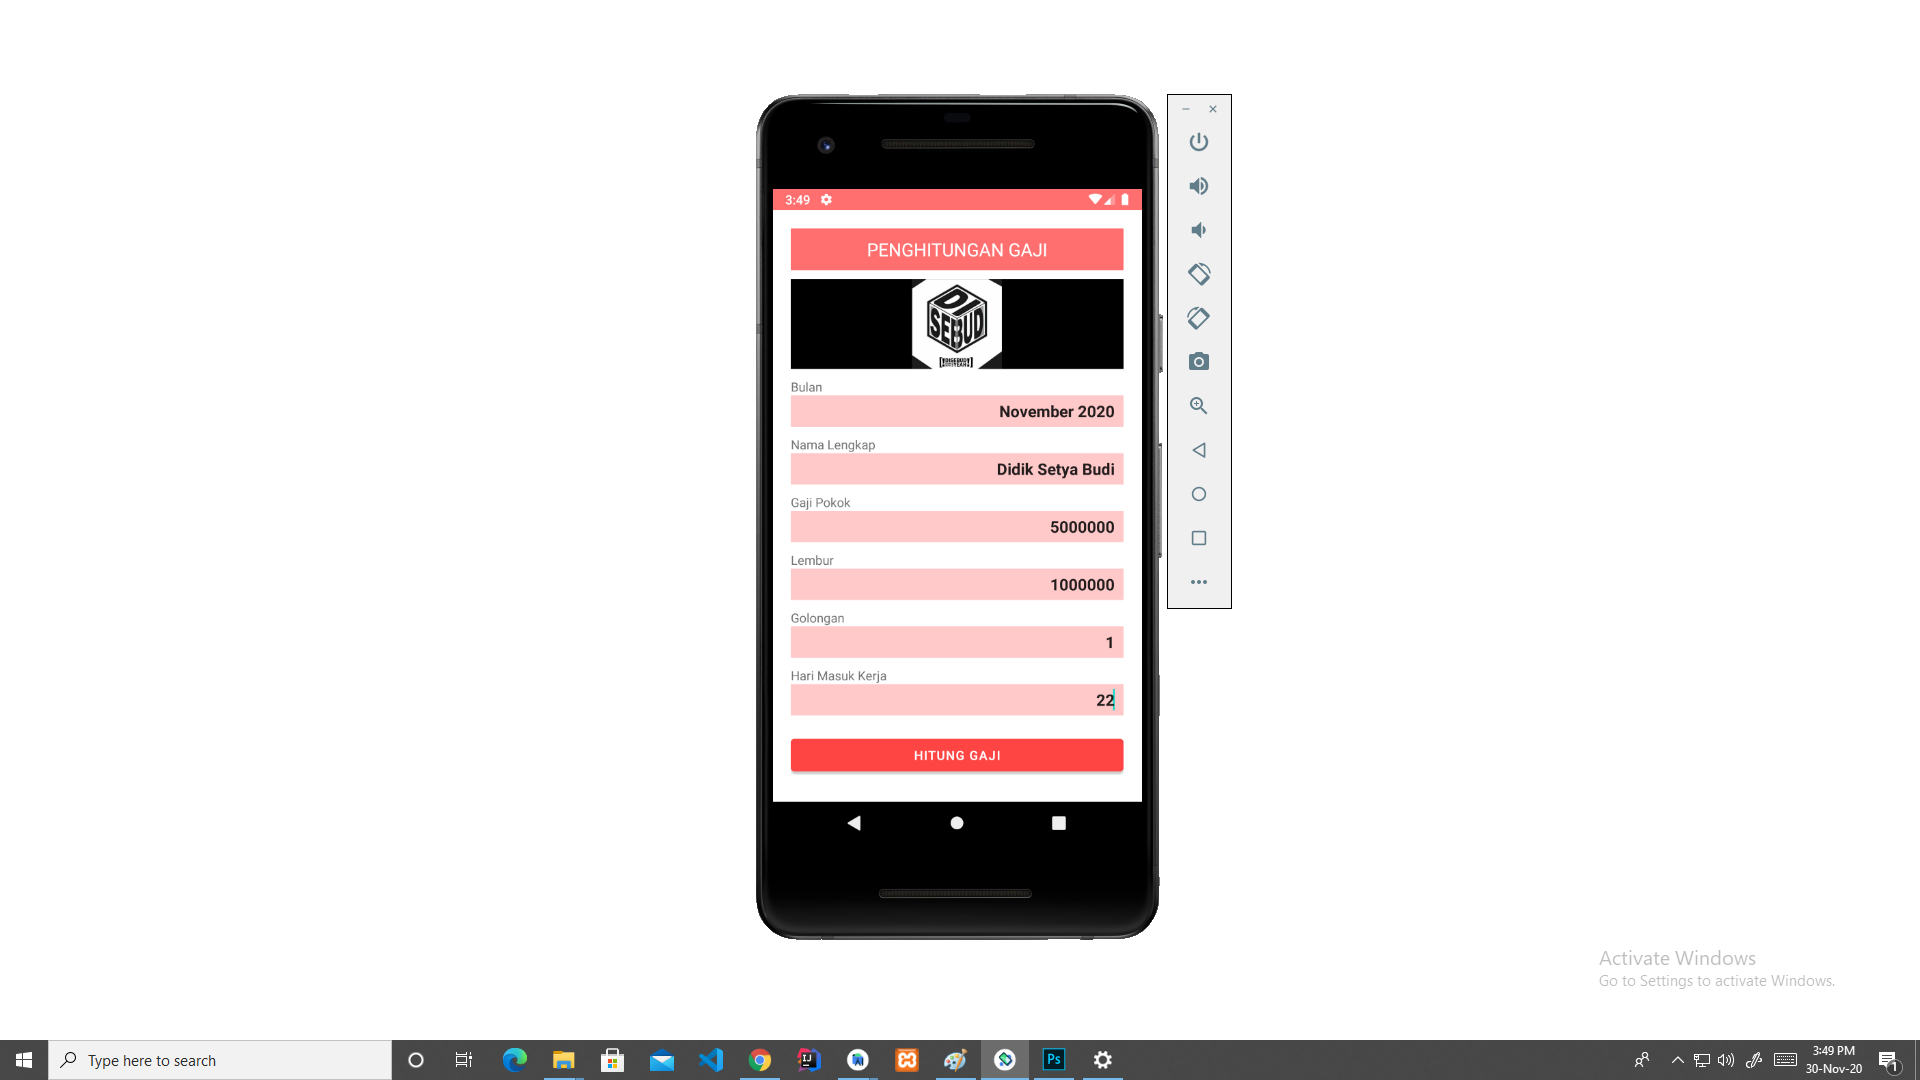 3:49
PENGHITUNGAN GAJI
DI
SEBUD
Bulan
November 2020
Nama Lengkap
Didik Setya Budi
Gaji Pokok
5000000
Lembur
1000000
Golongan
1
Hari Masuk Kerja
22
HITUNG GAJI
Activate Windows
Go to Settings to activate Windows.
Type here to search
IJ
Ps
3:49 PM
30-Nov-20
1